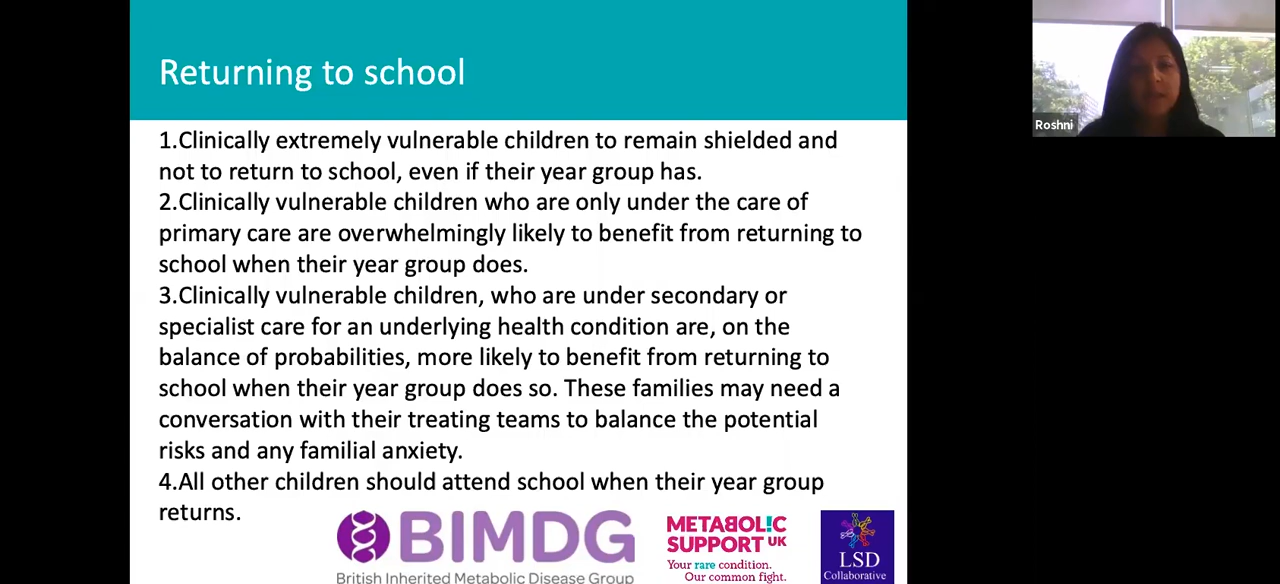 Returning to school
Roshni
1.Clinically extremely vulnerable children to remain shielded and
not to return to school, even if their year group has.
2.Clinically vulnerable children who are only under the care of
primary care are overwhelmingly likely to benefit from returning to
school when their year group does.
3.Clinically vulnerable children, who are under secondary or
specialist care for an underlying health condition are, on the
balance of probabilities, more likely to benefit from returning to
school when their year group does so. These families may need a
conversation with their treating teams to balance the potential
risks and any familial anxiety.
4.All other children should attend school when their year group
returns.
BIMDG
British Inherited Metabolic Disease Group
METABOL!C
SUPPORT UK
Your rare condition.
Our common fight.
LSD
Collaborative